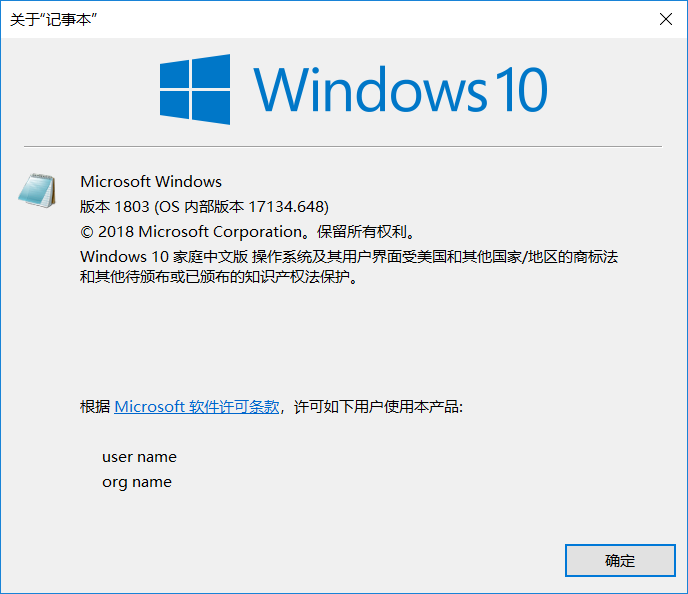 关于“记事本”
Windows 10
Microsoft Windows
版本 1803 (OS 内部版本 17134.648)
© 2018 Microsoft Corporation。保留所有权利。
Windows 10 家庭中文版 操作系统及其用户界面受美国和其他国家/地区的商标法
和其他待颁布或已颁布的知识产权法保护。
根据 Microsoft 软件许可条款，许可如下用户使用本产品:
user name
org name
确定